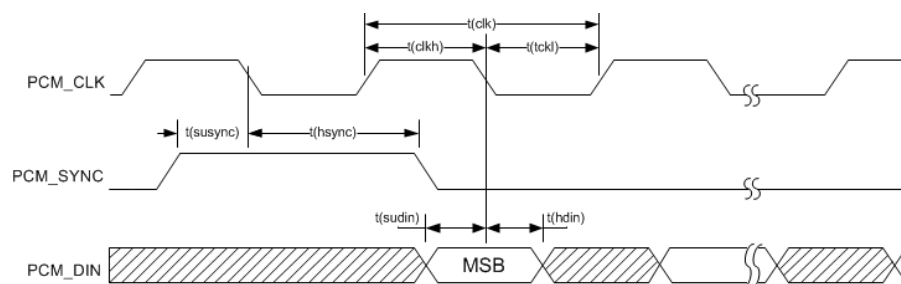 t(clk)
t(clkh)
t(tckl)
PCM_CLK
t(susync)
t(hsync)
PCM_SYNC
t(sudin)
t(hdin)
PCM_DIN
MSB